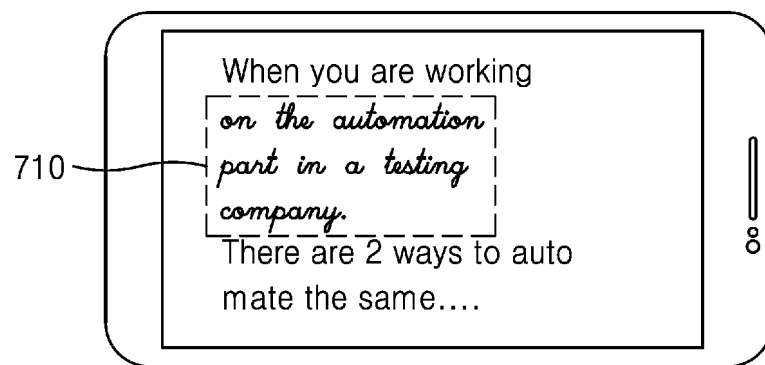 When you are working
on the automation
part in a testing
company.
There are 2 ways to auto
mate the same....
710